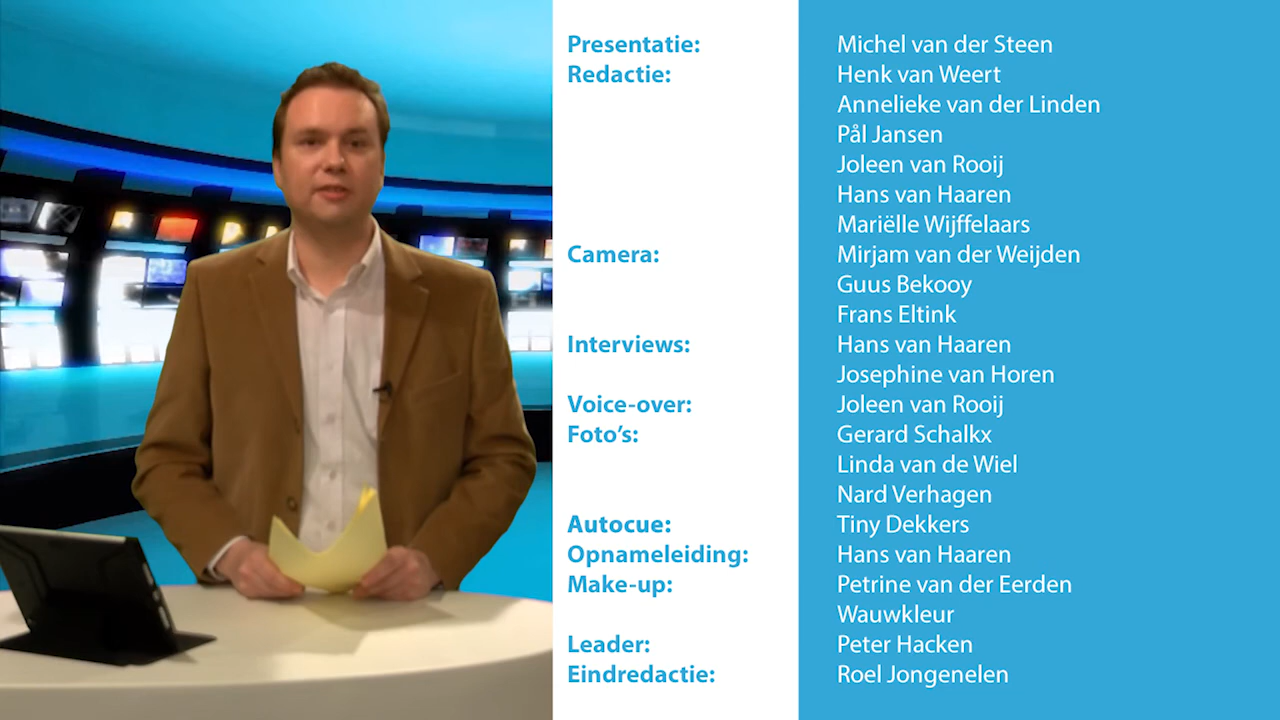 Presentatie: Michel van der Steen
Redactie: Henk van Weert
Annelieke van der Linden
Pål Jansen
Joleen van Rooij
Hans van Haaren
Mariëlle Wijffelaars
Camera: Mirjam van der Weijden
Guus Bekooy
Frans Eltink
Interviews: Hans van Haaren
Josephine van Horen
Voice-over: Joleen van Rooij
Foto’s: Gerard Schalkx
Linda van de Wiel
Nard Verhagen
Autocue: Tiny Dekkers
Opnameleiding: Hans van Haaren
Make-up: Petrine van der Eerden
Wauwkleur
Leader: Peter Hacken
Eindredactie: Roel Jongenelen